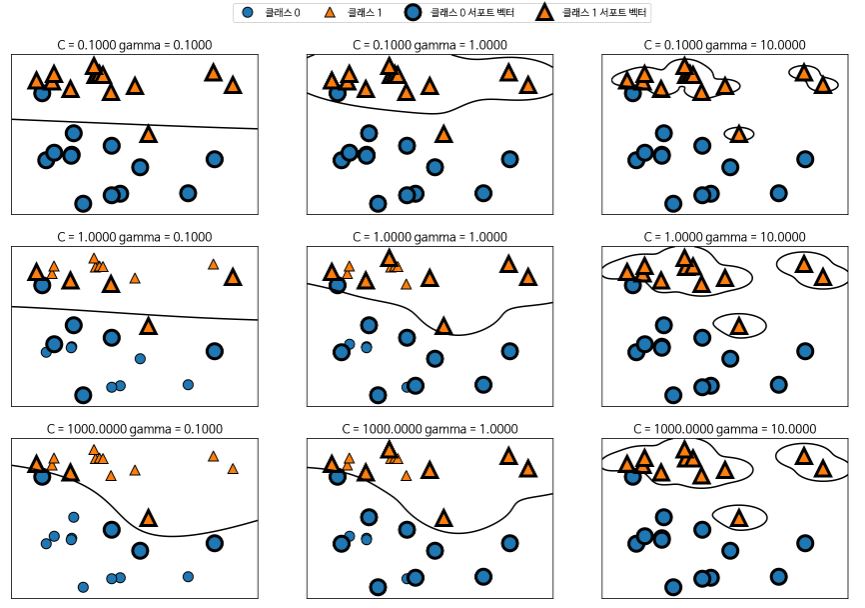 클래스 0 클래스 1 클래스 0 서포트 벡터 클래스 1 서포트 벡터
C = 0.1000 gamma = 0.1000 C = 0.1000 gamma = 1.0000 C = 0.1000 gamma = 10.0000
C = 1.0000 gamma = 0.1000 C = 1.0000 gamma = 1.0000 C = 1.0000 gamma = 10.0000
C = 1000.0000 gamma = 0.1000 C = 1000.0000 gamma = 1.0000 C = 1000.0000 gamma = 10.0000